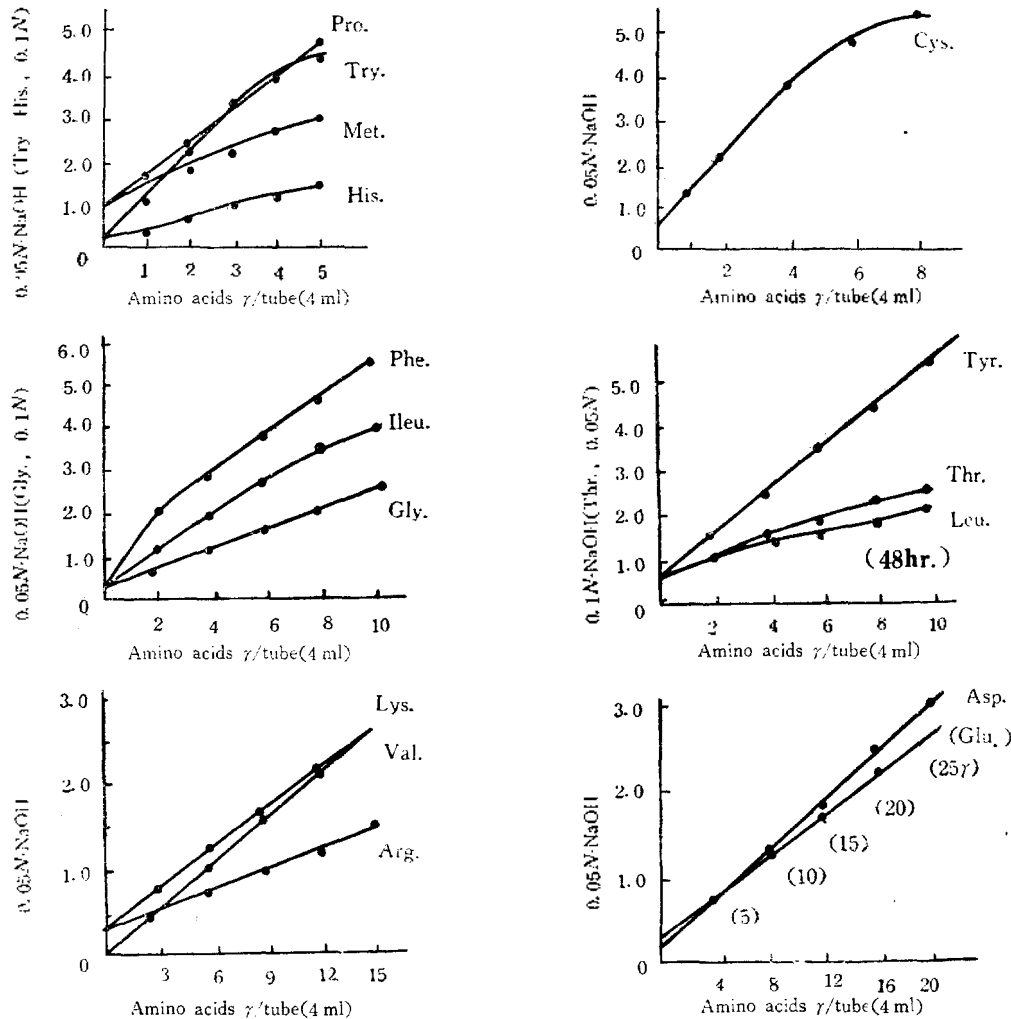 0.05N-NaOH (Try His., 0.1N)
5.0
4.0
3.0
2.0
1.0
0
Pro.
Try.
Met.
His.
1 2 3 4 5
Amino acids γ/tube(4 ml)
0.05N-NaOH
5.0
4.0
3.0
2.0
1.0
0
Cys.
2 4 6 8
Amino acids γ/tube(4 ml)
0.05N-NaOH(Gly., 0.1N)
6.0
5.0
4.0
3.0
2.0
1.0
0
Phe.
Ileu.
Gly.
2 4 6 8 10
Amino acids γ/tube(4 ml)
0.1N-NaOH(Thr., 0.05N)
5.0
4.0
3.0
2.0
1.0
0
Tyr.
Thr.
Leu.
(48hr.)
2 4 6 8 10
Amino acids γ/tube(4 ml)
0.05N-NaOH
3.0
2.0
1.0
0
Lys.
Val.
Arg.
3 6 9 12 15
Amino acids γ/tube(4 ml)
0.05N-NaOH
3.0
2.0
1.0
0
Asp.
(Glu.)
(25γ)
(20)
(15)
(10)
(5)
4 8 12 16 20
Amino acids γ/tube(4 ml)